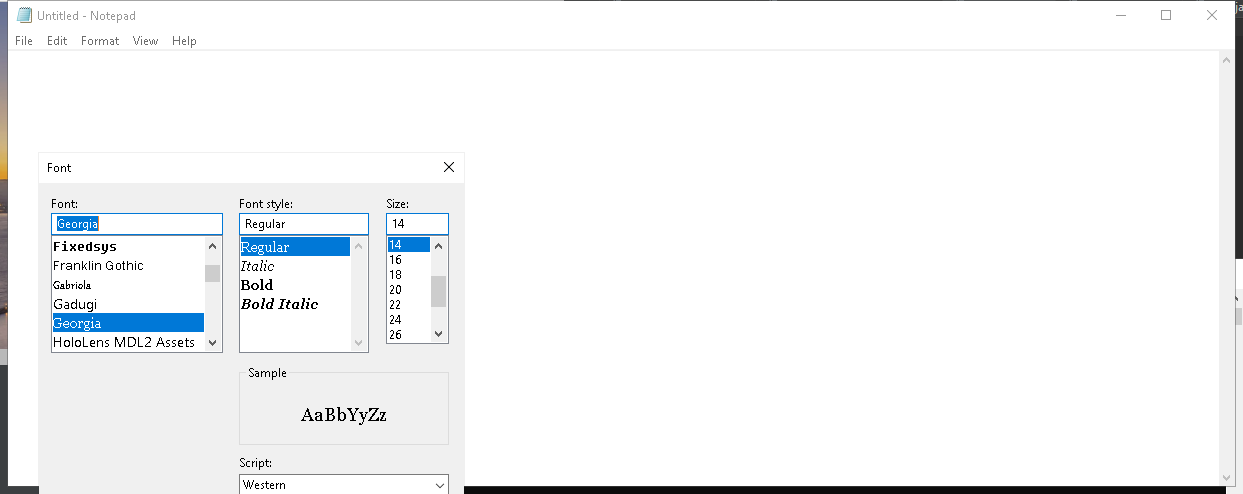 Untitled - Notepad
File Edit Format View Help
Font
Font: Font style: Size:
Georgia Regular 14
Fixedsys
Franklin Gothic
Gabriola
Gadugi
Georgia
HoloLens MDL2 Assets
Regular
Italic
Bold
Bold Italic
14
16
18
20
22
24
26
Sample
AaBbYyZz
Script:
Western